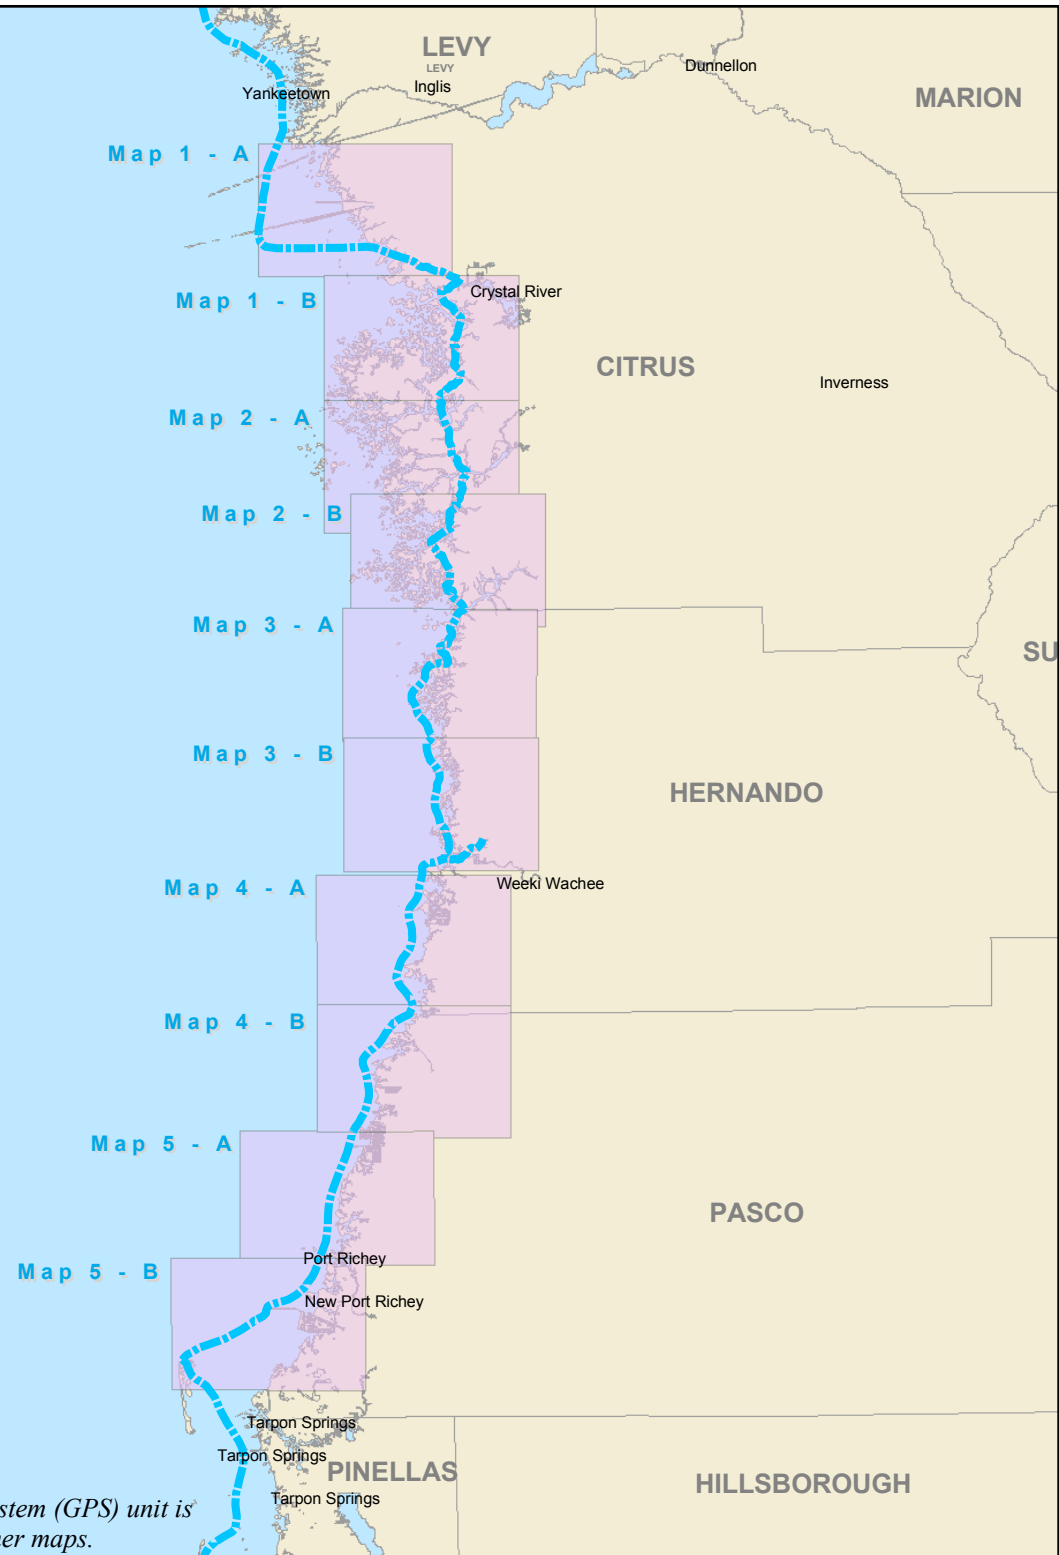 LEVY
LEVY
Dunnellon
Inglis
Yankeetown
MARION
Map 1 - A
Crystal River
Map 1 - B
CITRUS
Inverness
Map 2 - A
Map 2 - B
Map 3 - A
SU
Map 3 - B
HERNANDO
Map 4 - A
Weeki Wachee
Map 4 - B
Map 5 - A
PASCO
Port Richey
Map 5 - B
New Port Richey
Tarpon Springs
Tarpon Springs
PINELLAS
HILLSBOROUGH
Tarpon Springs
stem (GPS) unit is
er maps.